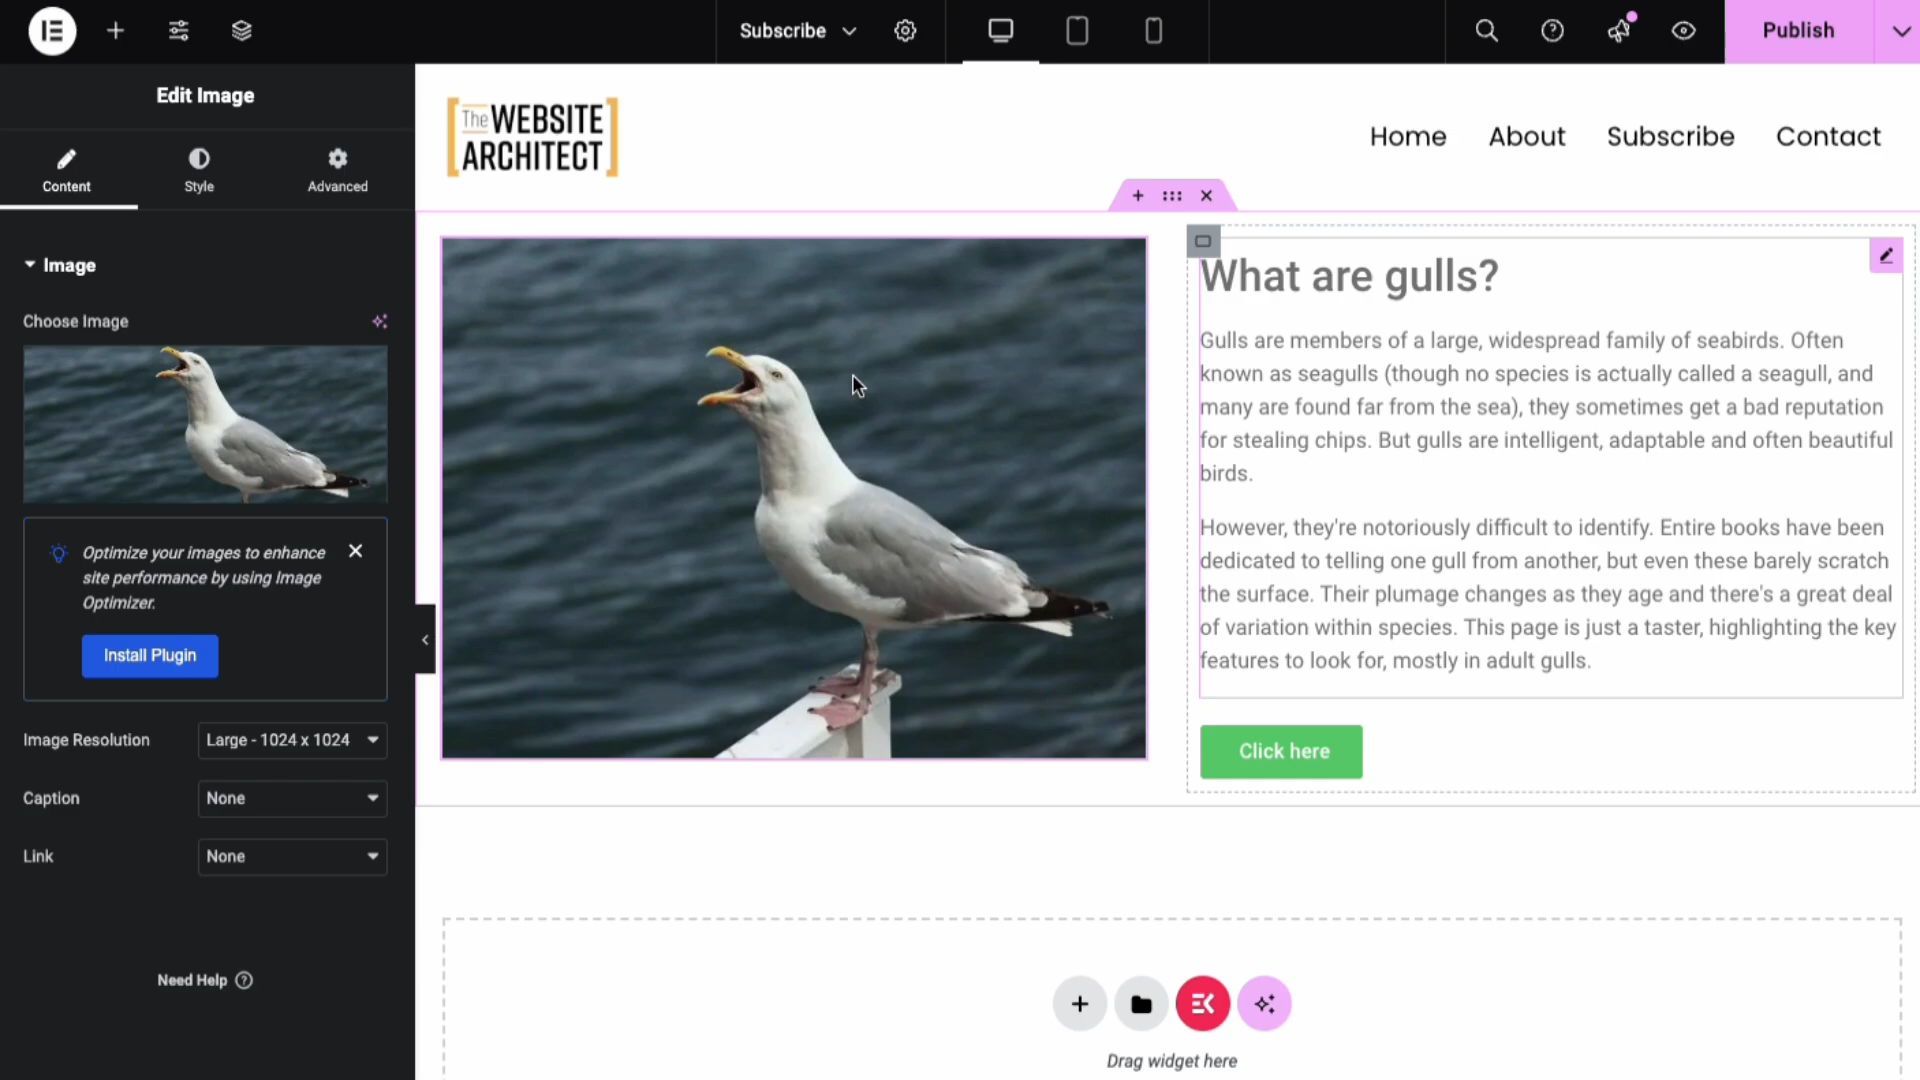 Subscribe
Publish
Edit Image
Content
Style
Advanced
Image
Choose Image
Optimize your images to enhance
site performance by using Image
Optimizer.
Install Plugin
Image Resolution
Large - 1024 x 1024
Caption
None
Link
None
Need Help
The WEBSITE
ARCHITECT
Home
About
Subscribe
Contact
What are gulls?
Gulls are members of a large, widespread family of seabirds. Often
known as seagulls (though no species is actually called a seagull, and
many are found far from the sea), they sometimes get a bad reputation
for stealing chips. But gulls are intelligent, adaptable and often beautiful
birds.
However, they're notoriously difficult to identify. Entire books have been
dedicated to telling one gull from another, but even these barely scratch
the surface. Their plumage changes as they age and there's a great deal
of variation within species. This page is just a taster, highlighting the key
features to look for, mostly in adult gulls.
Click here
Drag widget here